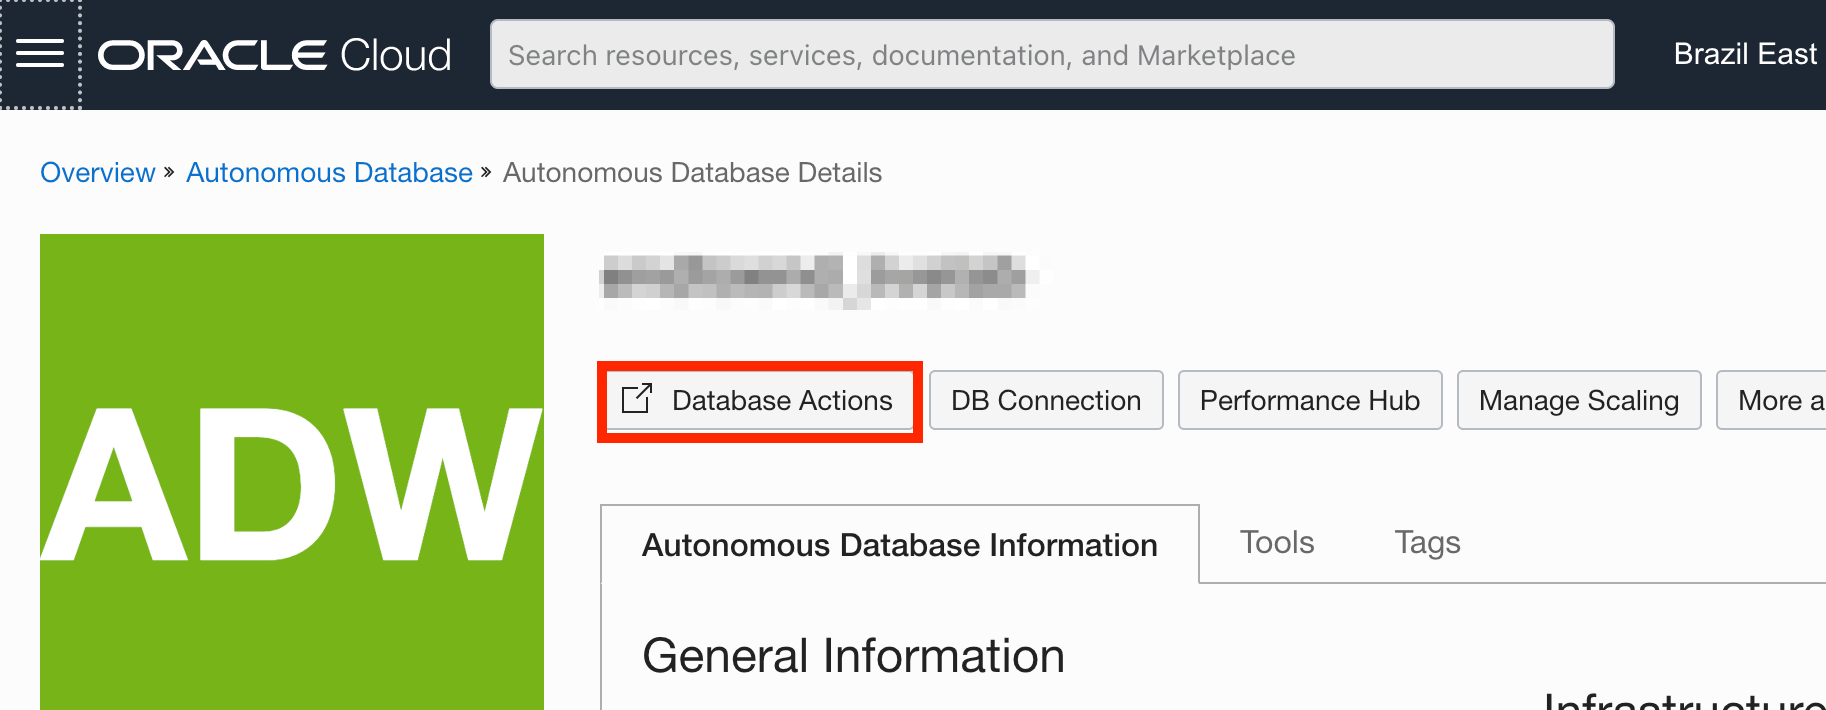 ORACLE Cloud Search resources, services, documentation, and Marketplace Brazil East
Overview » Autonomous Database » Autonomous Database Details
ADW
Database Actions DB Connection Performance Hub Manage Scaling More a
Autonomous Database Information Tools Tags
General Information
Infrastructure